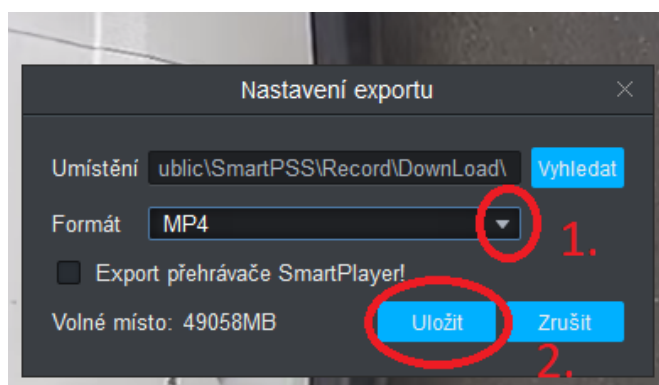 Nastavení exportu
Umístění ublic\SmartPSS\Record\DownLoad\ Vyhledat
Formát MP4 1.
Export přehrávače SmartPlayer!
Volné místo: 49058MB Uložit Zrušit
2.